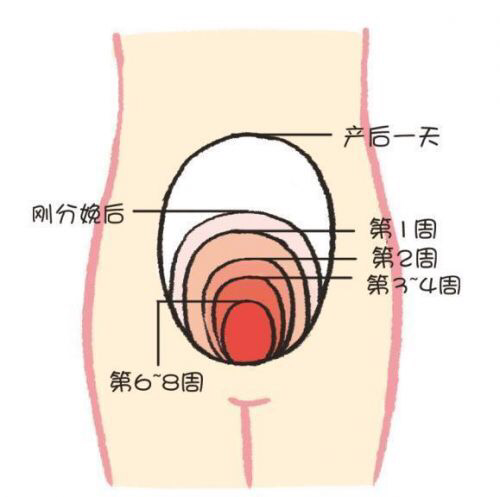 产后一天
刚分娩后
第1周
第2周
第3~4周
第6~8周